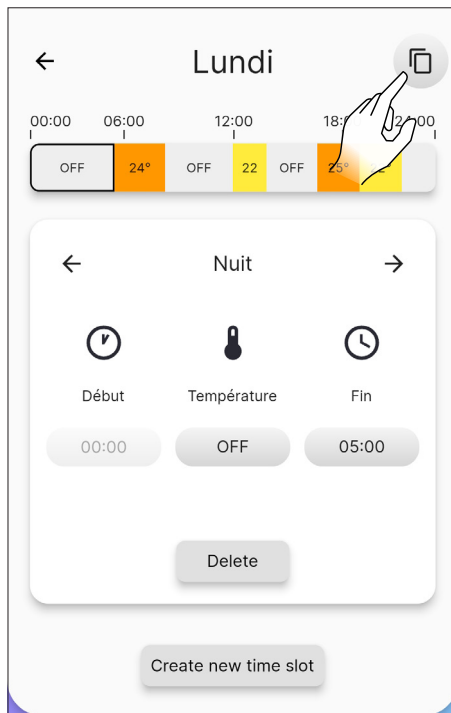 Lundi
00:00 06:00 12:00
OFF 24° OFF 22 OFF 25°
Nuit
Début Température Fin
00:00 OFF 05:00
Delete
Create new time slot